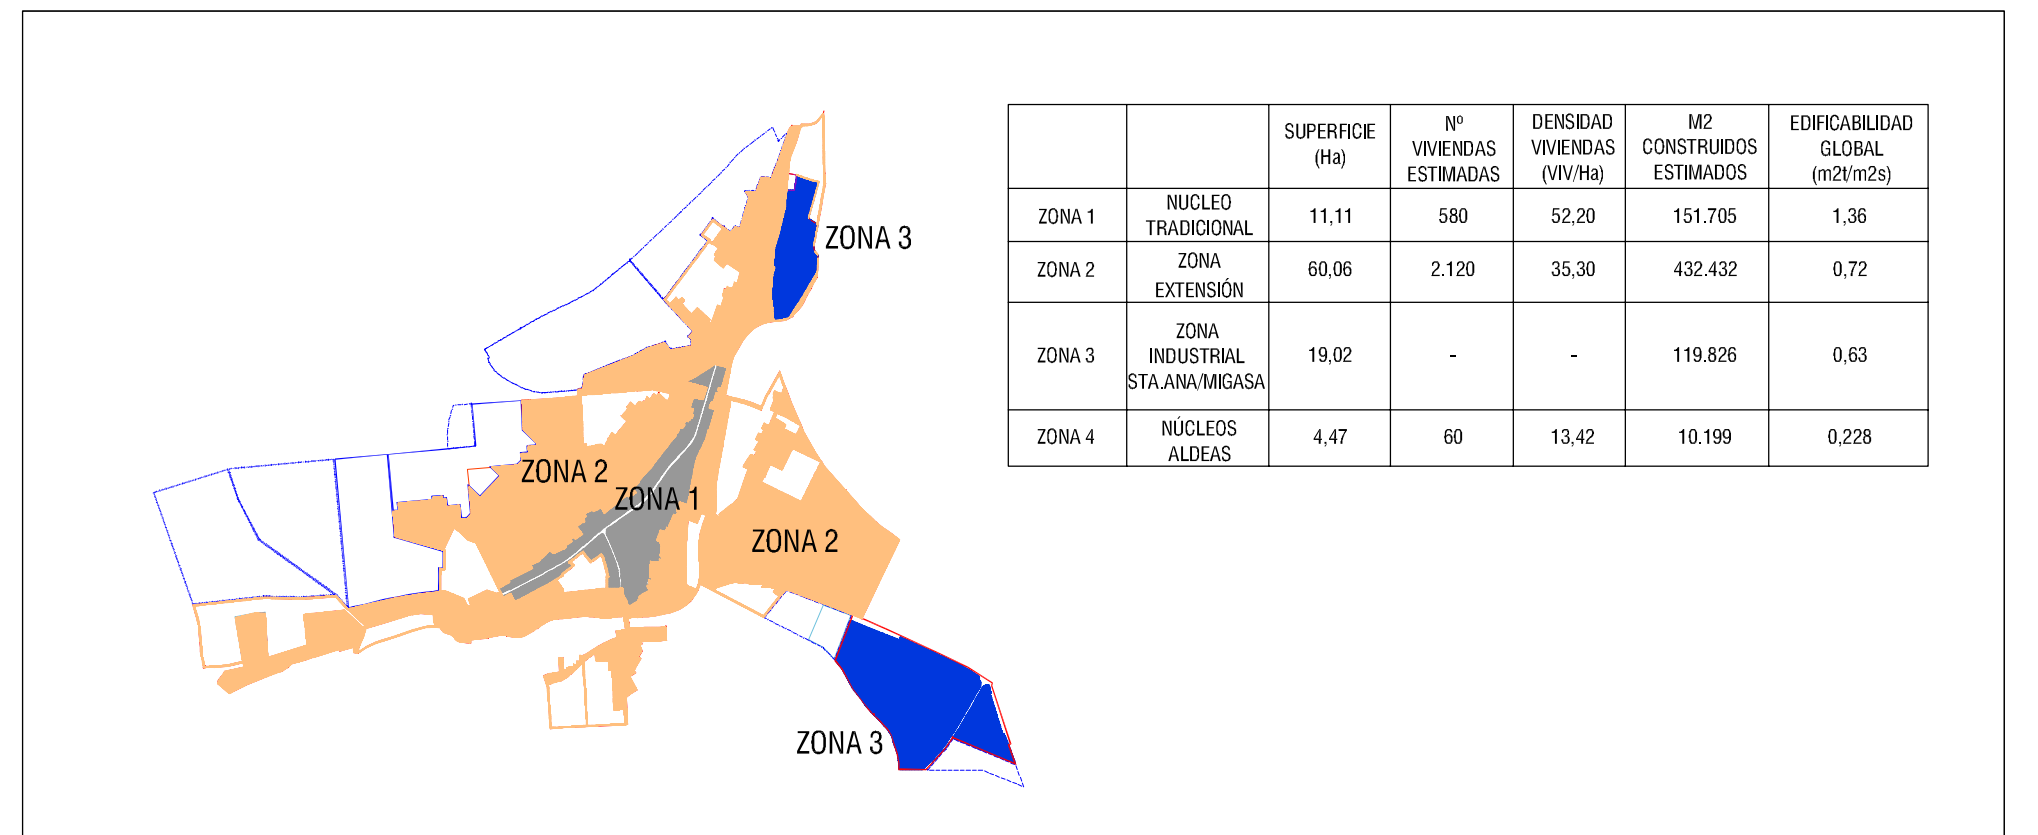 ZONA 3
ZONA 2
ZONA 1
ZONA 2
ZONA 3
SUPERFICIE
(Ha)
Nº
VIVIENDAS
ESTIMADAS
DENSIDAD
VIVIENDAS
(VIV/Ha)
M2
CONSTRUIDOS
ESTIMADOS
EDIFICABILIDAD
GLOBAL
(m2t/m2s)
ZONA 1
NUCLEO
TRADICIONAL
11,11
580
52,20
151.705
1,36
ZONA 2
ZONA
EXTENSIÓN
60,06
2.120
35,30
432.432
0,72
ZONA 3
ZONA
INDUSTRIAL
STA.ANA/MIGASA
19,02
-
-
119.826
0,63
ZONA 4
NÚCLEOS
ALDEAS
4,47
60
13,42
10.199
0,228